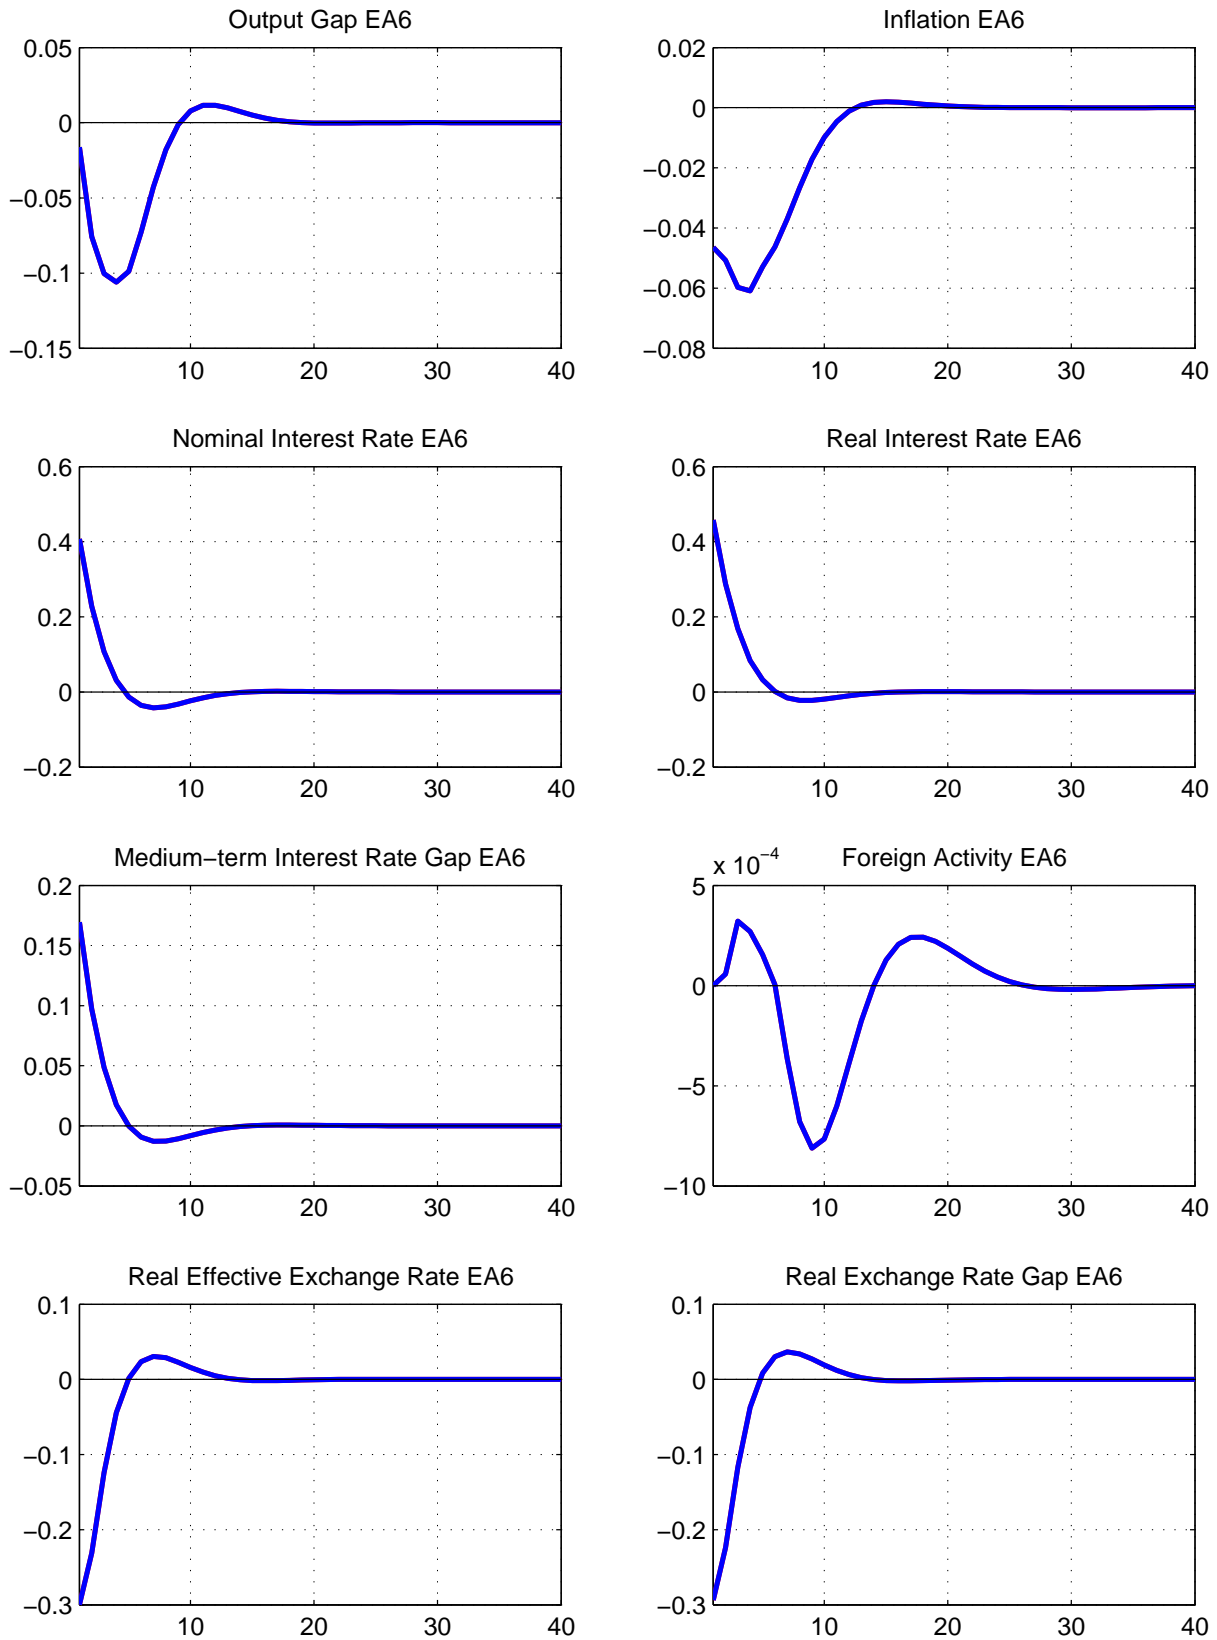 Output Gap EA6
0.05
0
−0.05
−0.1
−0.15
10 20 30 40
Inflation EA6
0.02
0
−0.02
−0.04
−0.06
−0.08
10 20 30 40
Nominal Interest Rate EA6
0.6
0.4
0.2
0
−0.2
10 20 30 40
Real Interest Rate EA6
0.6
0.4
0.2
0
−0.2
10 20 30 40
Medium−term Interest Rate Gap EA6
0.2
0.15
0.1
0.05
0
−0.05
10 20 30 40
Foreign Activity EA6
x 10⁻⁴
5
0
−5
−10
10 20 30 40
Real Effective Exchange Rate EA6
0.1
0
−0.1
−0.2
−0.3
10 20 30 40
Real Exchange Rate Gap EA6
0.1
0
−0.1
−0.2
−0.3
10 20 30 40